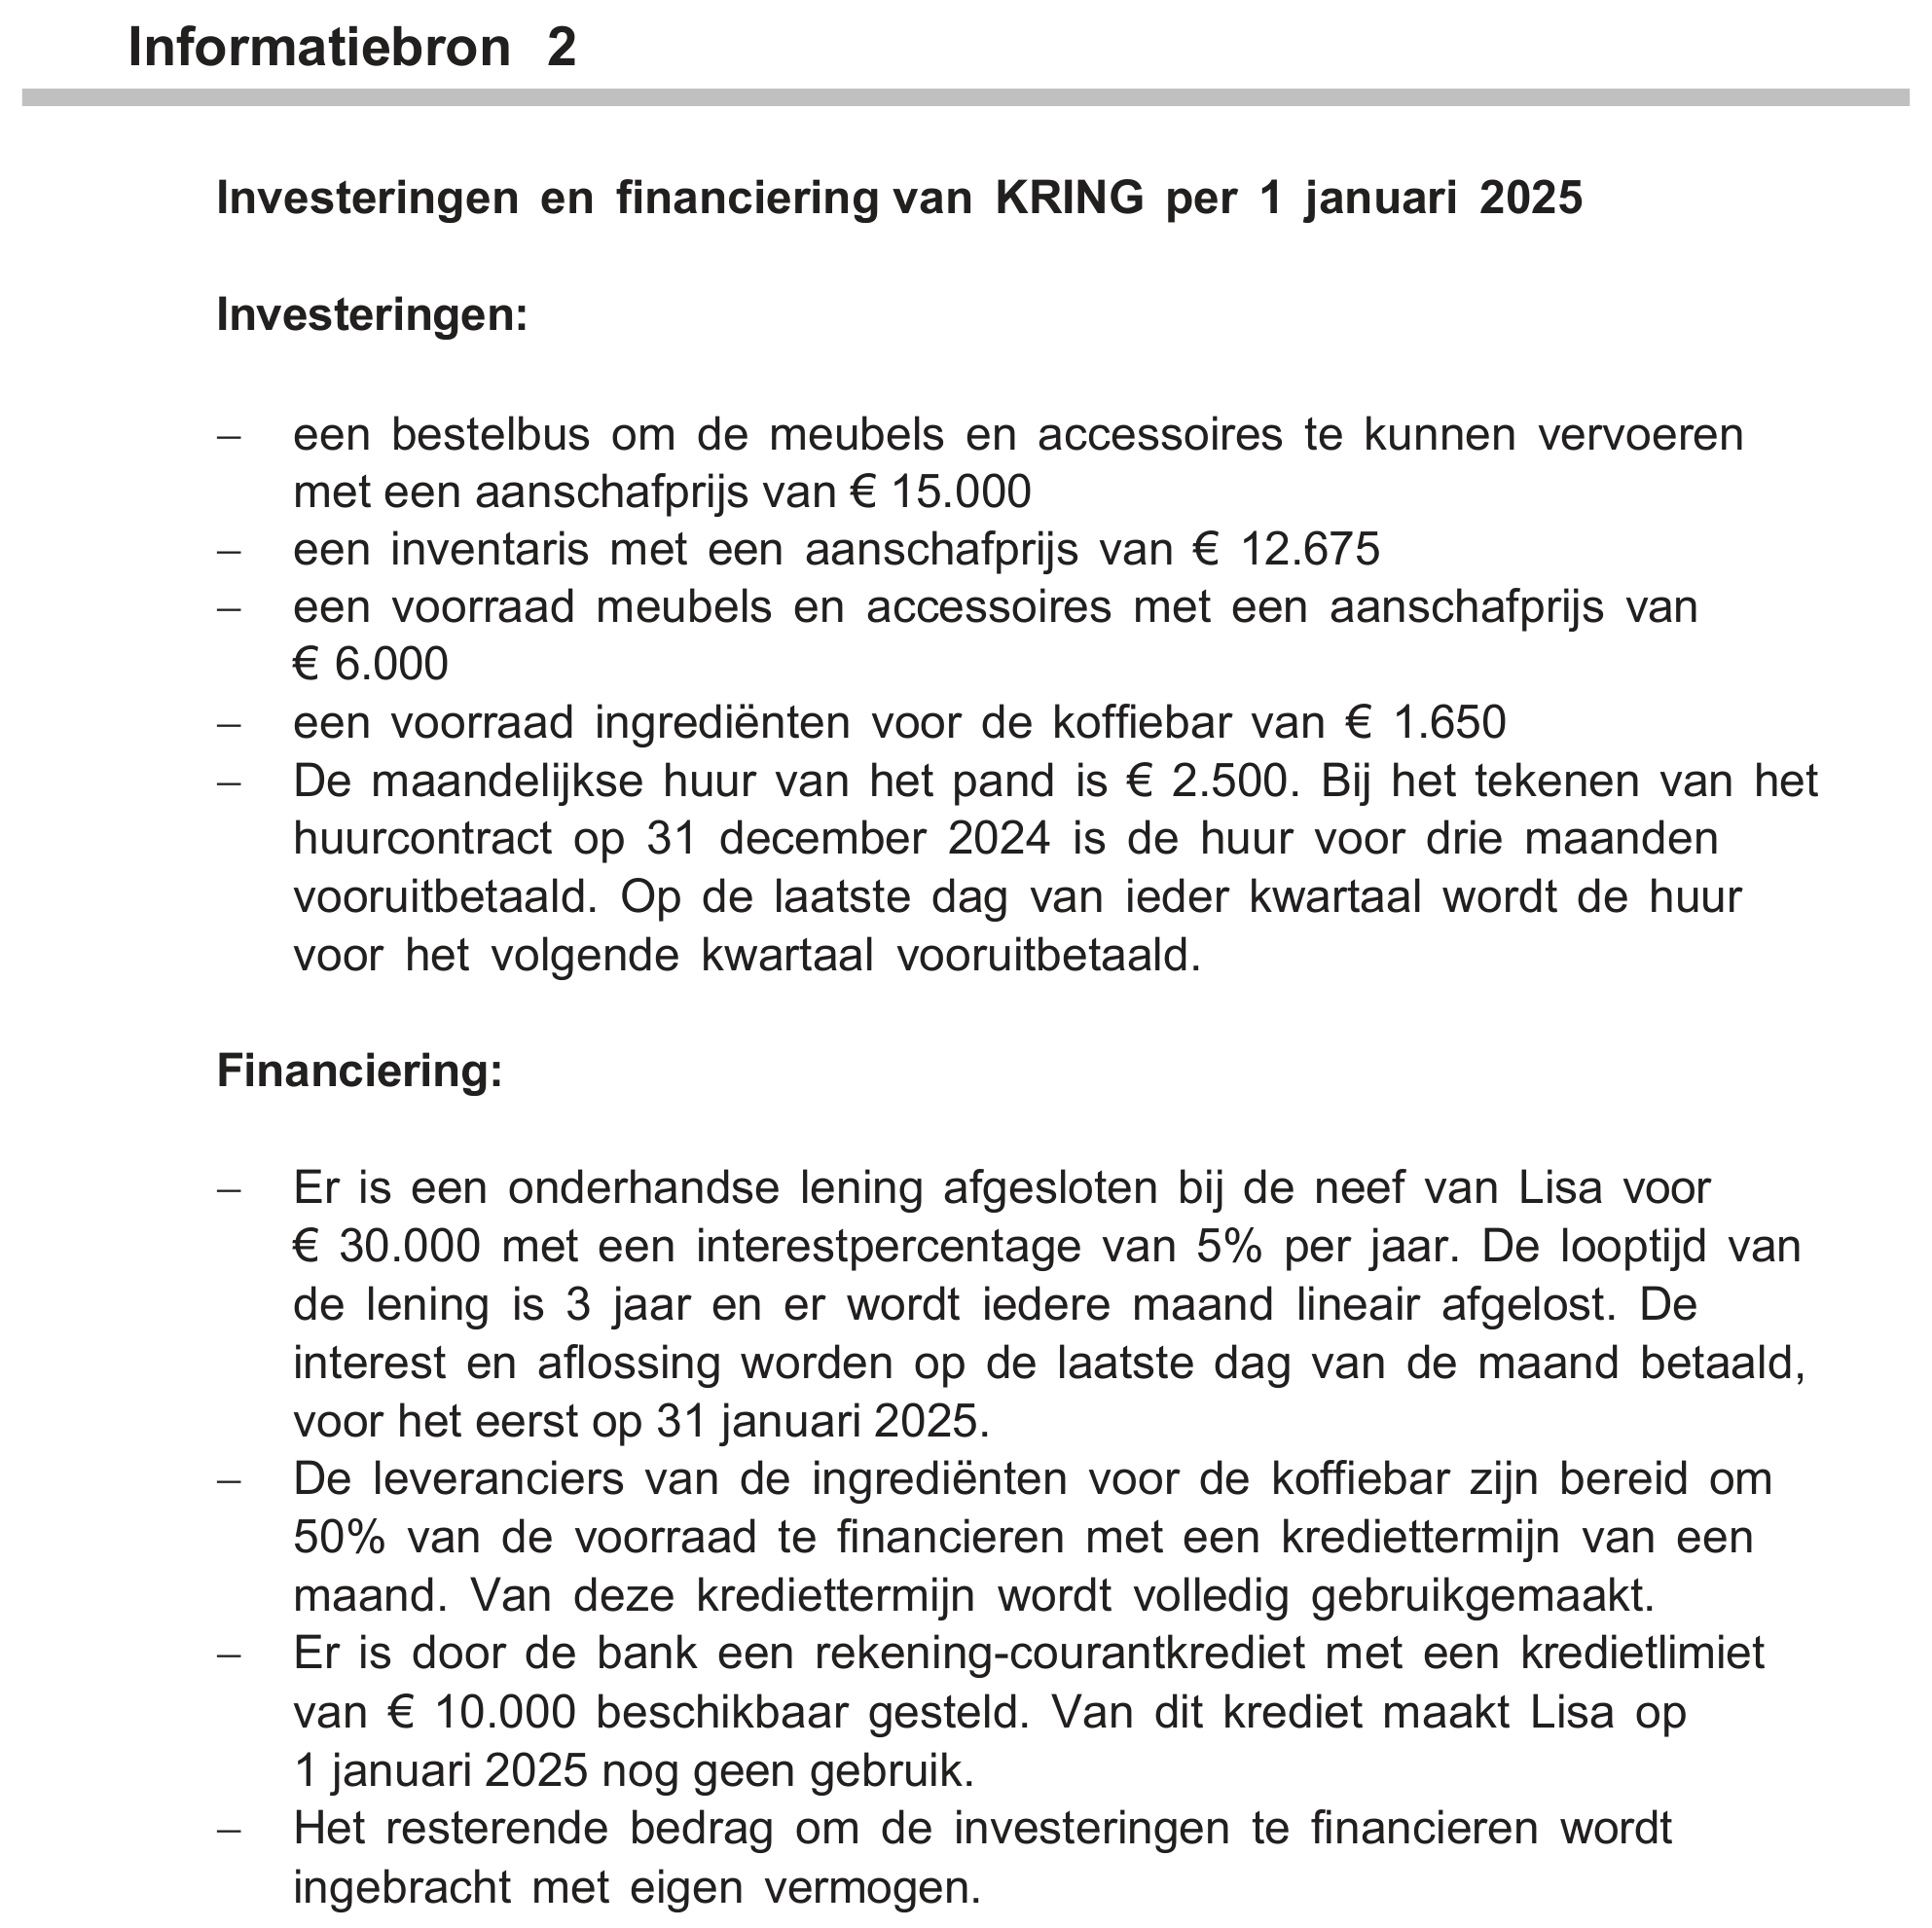 Informatiebron 2
Investeringen en financiering van KRING per 1 januari 2025
Investeringen:
– een bestelbus om de meubels en accessoires te kunnen vervoeren
met een aanschafprijs van € 15.000
– een inventaris met een aanschafprijs van € 12.675
– een voorraad meubels en accessoires met een aanschafprijs van
€ 6.000
– een voorraad ingrediënten voor de koffiebar van € 1.650
– De maandelijkse huur van het pand is € 2.500. Bij het tekenen van het
huurcontract op 31 december 2024 is de huur voor drie maanden
vooruitbetaald. Op de laatste dag van ieder kwartaal wordt de huur
voor het volgende kwartaal vooruitbetaald.
Financiering:
– Er is een onderhandse lening afgesloten bij de neef van Lisa voor
€ 30.000 met een interestpercentage van 5% per jaar. De looptijd van
de lening is 3 jaar en er wordt iedere maand lineair afgelost. De
interest en aflossing worden op de laatste dag van de maand betaald,
voor het eerst op 31 januari 2025.
– De leveranciers van de ingrediënten voor de koffiebar zijn bereid om
50% van de voorraad te financieren met een krediettermijn van een
maand. Van deze krediettermijn wordt volledig gebruikgemaakt.
– Er is door de bank een rekening-courantkrediet met een kredietlimiet
van € 10.000 beschikbaar gesteld. Van dit krediet maakt Lisa op
1 januari 2025 nog geen gebruik.
– Het resterende bedrag om de investeringen te financieren wordt
ingebracht met eigen vermogen.